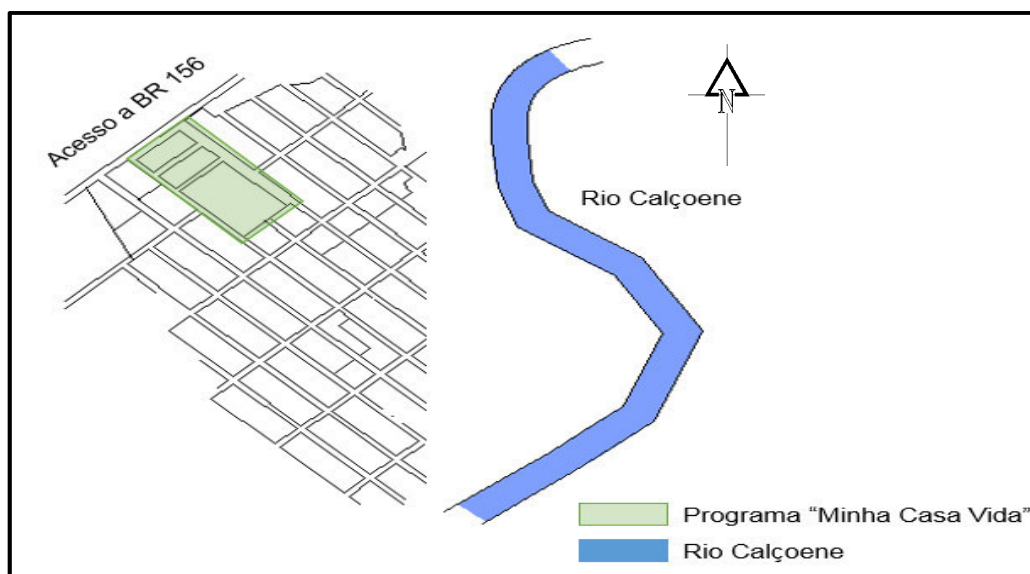 Acesso a BR 156
N
Rio Calçoene
Programa “Minha Casa Vida”
Rio Calçoene